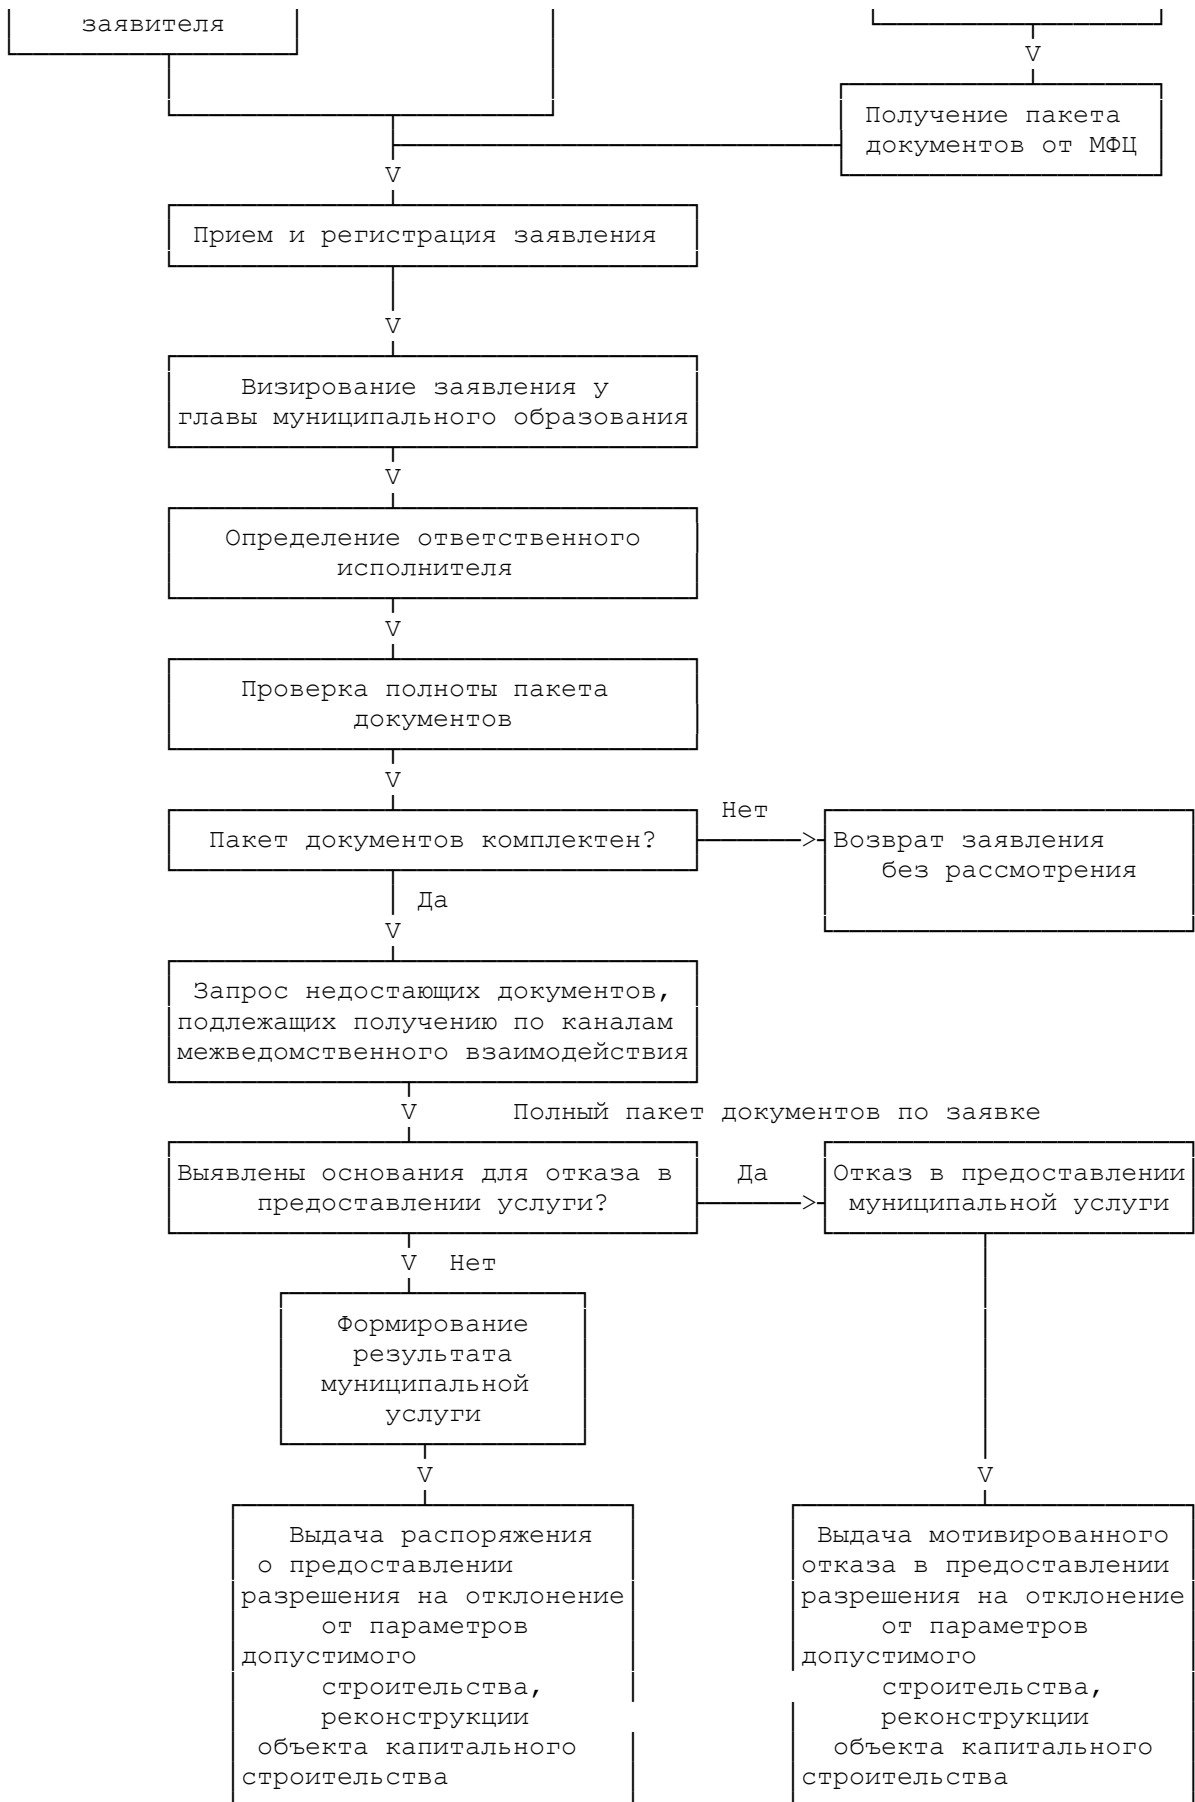 заявителя
V
Получение пакета
документов от МФЦ
V
Прием и регистрация заявления
V
Визирование заявления у
главы муниципального образования
V
Определение ответственного
исполнителя
V
Проверка полноты пакета
документов
V
Нет
Пакет документов комплектен?
>
Возврат заявления
без рассмотрения
Да
V
Запрос недостающих документов,
подлежащих получению по каналам
межведомственного взаимодействия
V Полный пакет документов по заявке
Выявлены основания для отказа в
предоставлении услуги?
Да
>
Отказ в предоставлении
муниципальной услуги
V Нет
Формирование
результата
муниципальной
услуги
V
V
Выдача распоряжения
о предоставлении
разрешения на отклонение
от параметров
допустимого
строительства,
реконструкции
объекта капитального
строительства
Выдача мотивированного
отказа в предоставлении
разрешения на отклонение
от параметров
допустимого
строительства,
реконструкции
объекта капитального
строительства